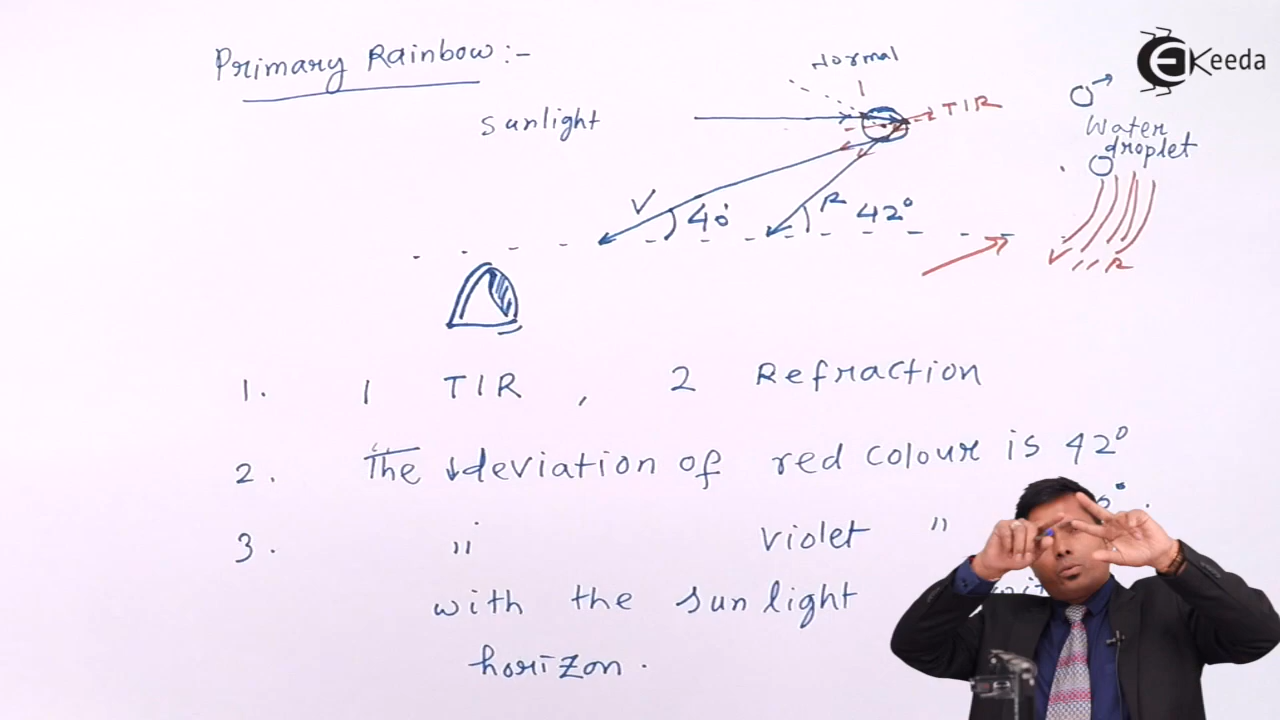 Primary Rainbow:-
EKeeda
Normal
sunlight
TIR
Water droplet
V 40° R 42°
V " R
1. 1 TIR , 2 Refraction
2. The deviation of red colour is 42°
3. " violet "
with the sunlight
horizon.